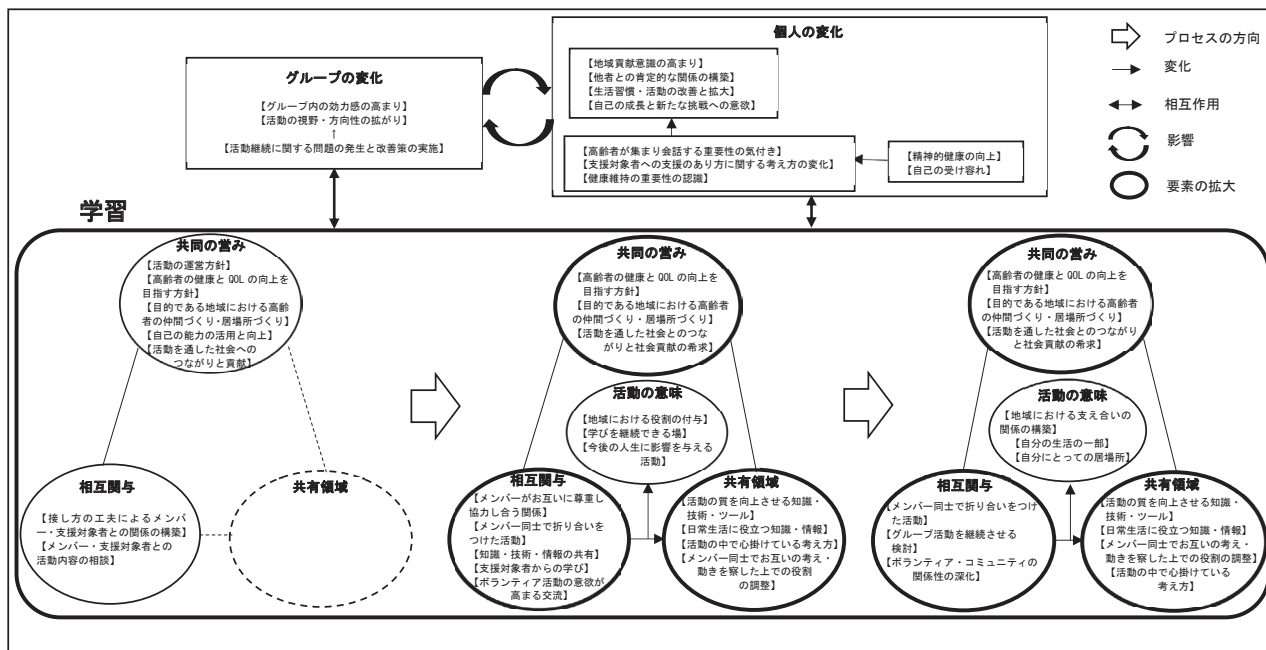 個人の変化
【地域貢献意識の高まり】
【他者との肯定的な関係の構築】
【生活習慣・活動の改善と拡大】
【自己の成長と新たな挑戦への意欲】
【高齢者が集まり会話する重要性の気付き】
【支援対象者への支援のあり方に関する考え方の変化】
【健康維持の重要性の認識】
【精神的健康の向上】
【自己の受け容れ】
グループの変化
【グループ内の効力感の高まり】
【活動の視野・方向性の拡がり】
↑
【活動継続に関する問題の発生と改善策の実施】
プロセスの方向
変化
相互作用
影響
要素の拡大
学習
共同の営み
【活動の運営方針】
【高齢者の健康とQOLの向上を
目指す方針】
【目的である地域における高齢
者の仲間づくり・居場所づくり】
【自己の能力の活用と向上】
【活動を通した社会への
つながりと貢献】
相互関与
【接し方の工夫によるメンバ
ー・支援対象者との関係の構築】
【メンバー・支援対象者との
活動内容の相談】
共有領域
共同の営み
【高齢者の健康とQOLの向上を
目指す方針】
【目的である地域における高齢者
の仲間づくり・居場所づくり】
【活動を通した社会とのつな
がりと社会貢献の希求】
活動の意味
【地域における役割の付与】
【学びを継続できる場】
【今後の人生に影響を与える
活動】
相互関与
【メンバーがお互いに尊重し
協力し合う関係】
【メンバー同士で折り合いを
つけた活動】
【知識・技術・情報の共有】
【支援対象者からの学び】
【ボランティア活動の意欲が
高まる交流】
共有領域
【活動の質を向上させる知識・
技術・ツール】
【日常生活に役立つ知識・情報】
【活動の中で心掛けている考え方】
【メンバー同士でお互いの考え・
動きを察した上での役割
の調整】
共同の営み
【高齢者の健康とQOLの向上を
目指す方針】
【目的である地域における高齢者
の仲間づくり・居場所づくり】
【活動を通した社会とのつながり
と社会貢献の希求】
活動の意味
【地域における支え合いの
関係の構築】
【自分の生活の一部】
【自分にとっての居場所】
相互関与
【メンバー同士で折り合いをつけ
た活動】
【グループ活動を継続させる
検討】
【ボランティア・コミュニティの
関係性の深化】
共有領域
【活動の質を向上させる知識・
技術・ツール】
【日常生活に役立つ知識・情報】
【メンバー同士でお互いの考え・
動きを察した上での役割の調整】
【活動の中で心掛けている
考え方】